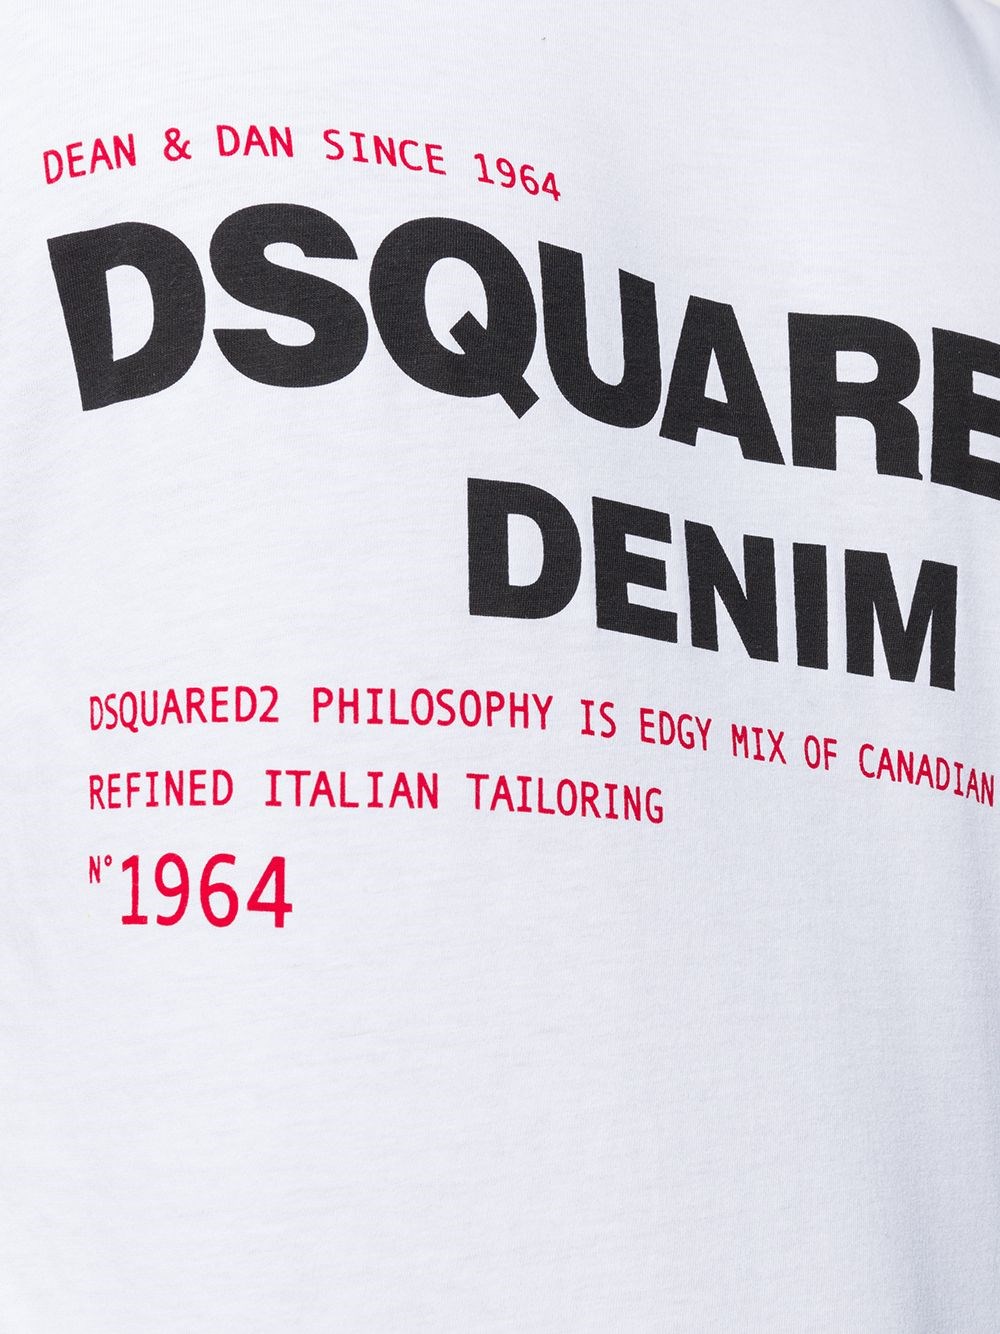 DEAN & DAN SINCE 1964
DSQUARE
DENIM
DSQUARED2 PHILOSOPHY IS EDGY MIX OF CANADIAN
REFINED ITALIAN TAILORING
N°1964